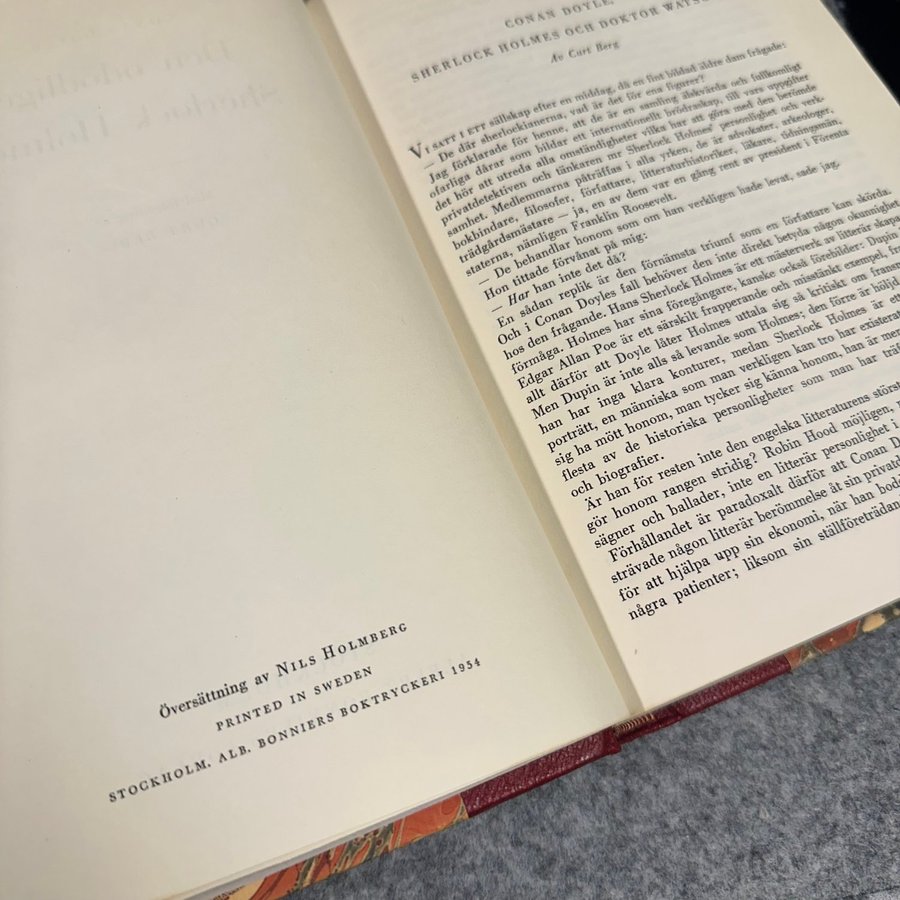 Översättning av NILS HOLMBERG
PRINTED IN SWEDEN
STOCKHOLM. ALB. BONNIERS BOKTRYCKERI 1954
CONAN DOYLE,
SHERLOCK HOLMES OCH DOKTOR
Av Curt Berg
VI SATT I ETT sällskap efter en middag, då en fint bildad äldre dam frågade:
— De där sherlockianerna, vad är det för ena figurer?
Jag förklarade för henne, att de är en samling älskvärda och fullkomligt
ofarliga dårar som bildar ett internationellt brödraskap, till vars uppgifter
det hör att utreda alla omständigheter vilka har att göra med den berömde
privatdetektiven och tänkaren mr Sherlock Holmes' personlighet och verk-
samhet. Medlemmarna påträffas i alla yrken, de är advokater, arkeologer,
bokbindare, filosofer, författare, litteraturhistoriker, läkare, tidningsmän,
trädgårdsmästare — ja, en av dem var en gång rent av president i Förenta
staterna, nämligen Franklin Roosevelt.
— De behandlar honom som om han verkligen hade levat, sade jag.
Hon tittade förvånat på mig:
— Har han inte det då?
En sådan replik är den förnämsta triumf som en författare kan skörda.
Och i Conan Doyles fall behöver den inte direkt betyda någon okunnighet
hos den frågande. Hans Sherlock Holmes är ett mästerverk av litterär
förmåga. Holmes har sina föregångare, kanske också förebilder: Dupin
Edgar Allan Poe är ett särskilt frapperande och misstänkt exempel,
allt därför att Doyle låter Holmes uttala sig så kritiskt om
Men Dupin är inte alls så levande som Holmes; den förre är höljd
han har inga klara konturer, medan Sherlock Holmes är ett
porträtt, en människa som man verkligen kan tro har existerat
sig ha mött honom, man tycker sig känna honom, han är
flesta av de historiska personligheter som man har
och biografier.
Är han för resten inte den engelska litteraturens
gör honom rangen stridig? Robin Hood möjligen,
sägner och ballader, inte en litterär personlighet i
Förhållandet är paradoxalt därför att Conan
strävade någon litterär berömmelse åt sin
för att hjälpa upp sin ekonomi, när han
några patienter; liksom sin